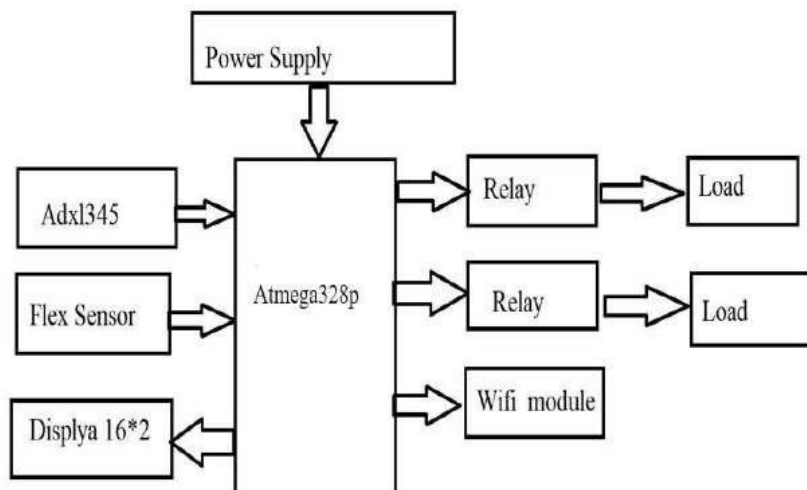 Power Supply
Adxl345
Relay
Load
Flex Sensor
Atmega328p
Relay
Load
Displya 16*2
Wifi module